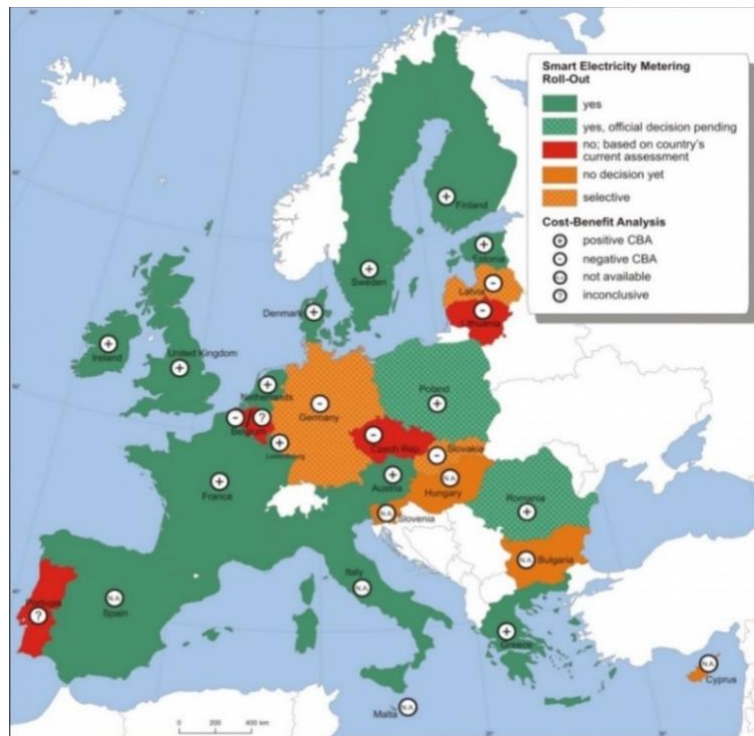 Smart Electricity Metering
Roll-Out
yes
yes, official decision pending
no; based on country's
current assessment
no decision yet
selective
Cost-Benefit Analysis
+ positive CBA
- negative CBA
not available
? inconclusive
+
Finland
+
Estonia
+
Sweden
-
Latvia
-
Lithuania
Denmark +
+
Ireland
United Kingdom
+
+
Netherlands
- ?
Belgium
-
Germany
Poland
+
+
Luxembourg
-
Czech Rep.
-
Slovakia
+
Austria
N.A.
Hungary
+
France
N.A.
Slovenia
Romania
+
N.A.
Bulgaria
Italy
N.A.
N.A.
Spain
Portugal
?
+
Greece
N.A.
Cyprus
Malta
N.A.
0 200 400 km